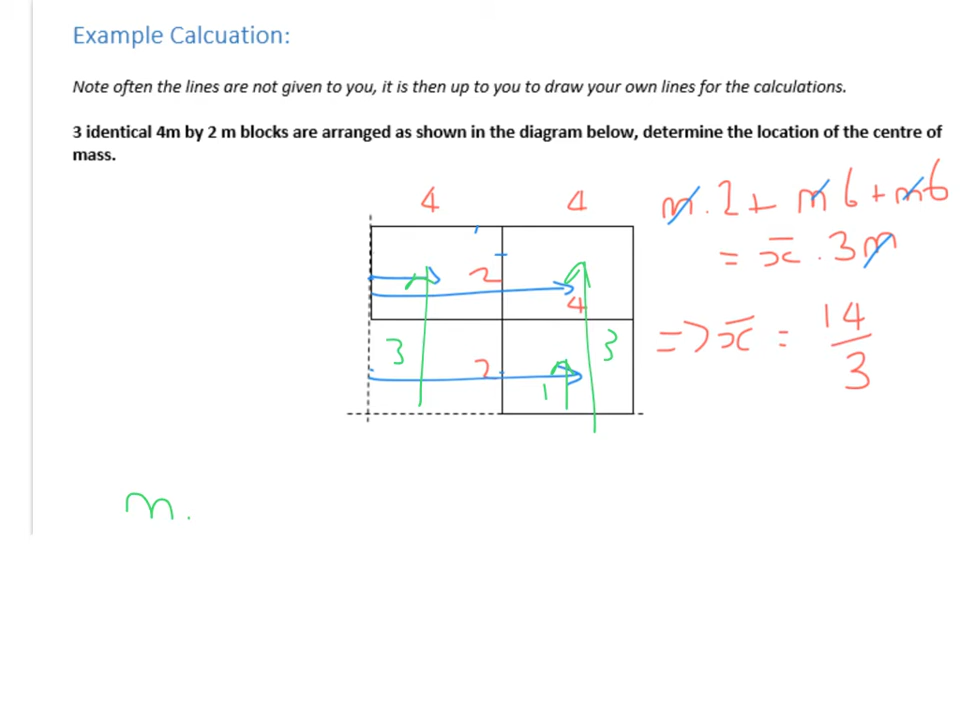 Example Calcuation:
Note often the lines are not given to you, it is then up to you to draw your own lines for the calculations.
3 identical 4m by 2 m blocks are arranged as shown in the diagram below, determine the location of the centre of
mass.
4 4
m . 2 + m 6 + m 6
= x̄ . 3m
2
4
3 3
=> x̄ = 14/3
2
1
m .